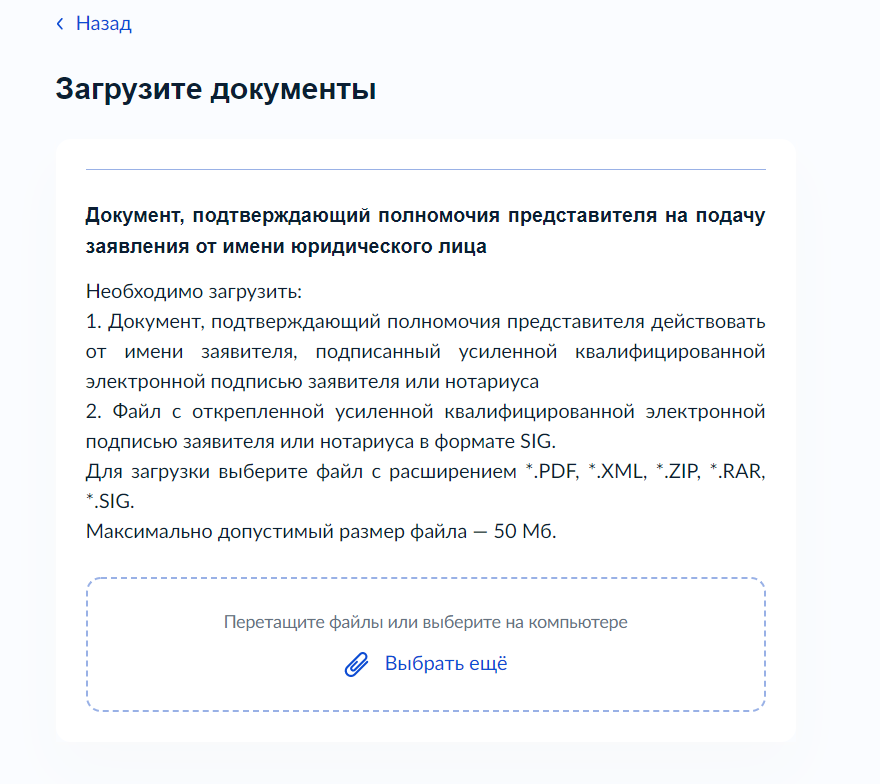 Назад
Загрузите документы
Документ, подтверждающий полномочия представителя на подачу
заявления от имени юридического лица
Необходимо загрузить:
1. Документ, подтверждающий полномочия представителя действовать
от имени заявителя, подписанный усиленной квалифицированной
электронной подписью заявителя или нотариуса
2. Файл с открепленной усиленной квалифицированной электронной
подписью заявителя или нотариуса в формате SIG.
Для загрузки выберите файл с расширением *.PDF, *.XML, *.ZIP, *.RAR,
*.SIG.
Максимально допустимый размер файла — 50 Мб.
Перетащите файлы или выберите на компьютере
Выбрать ещё